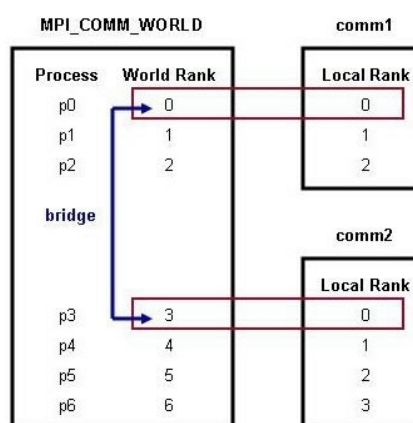 MPI_COMM_WORLD
Process World Rank
p0 0
p1 1
p2 2
bridge
p3 3
p4 4
p5 5
p6 6
comm1
Local Rank
0
1
2
comm2
Local Rank
0
1
2
3